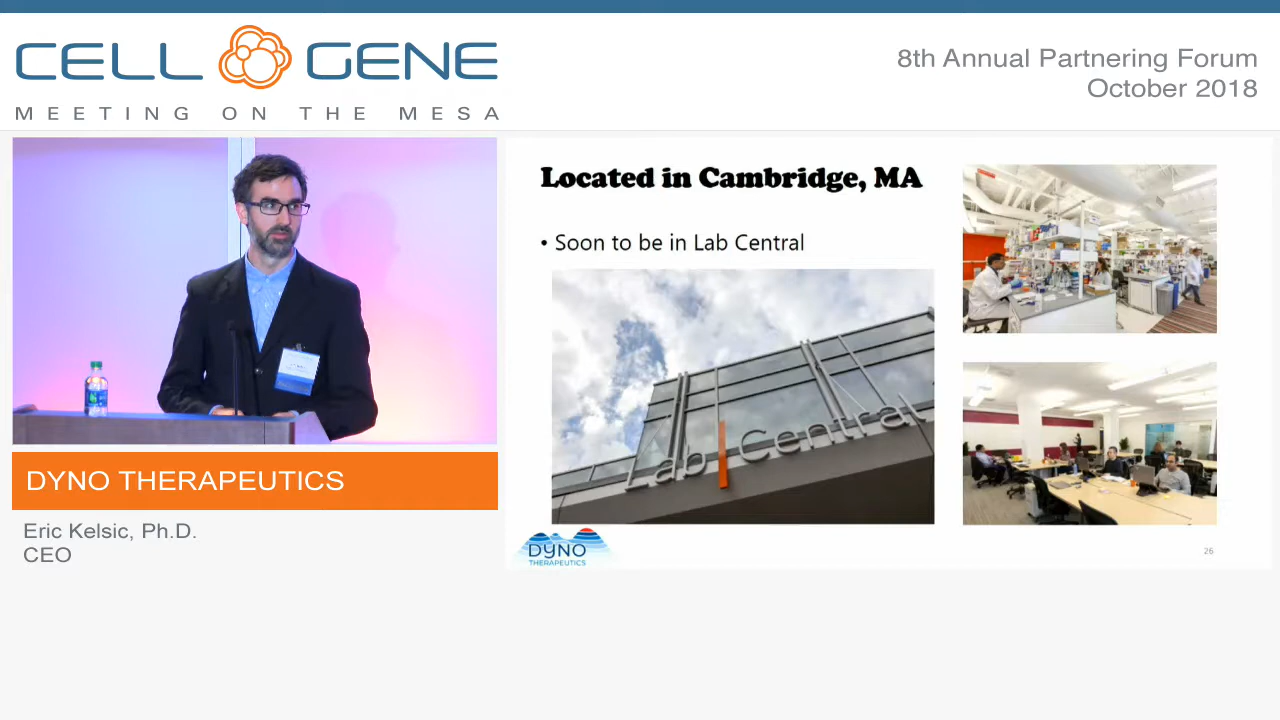 CELL GENE
MEETING ON THE MESA
8th Annual Partnering Forum
October 2018
Located in Cambridge, MA
• Soon to be in Lab Central
Lab Central
DYNO
THERAPEUTICS
26
DYNO THERAPEUTICS
Eric Kelsic, Ph.D.
CEO